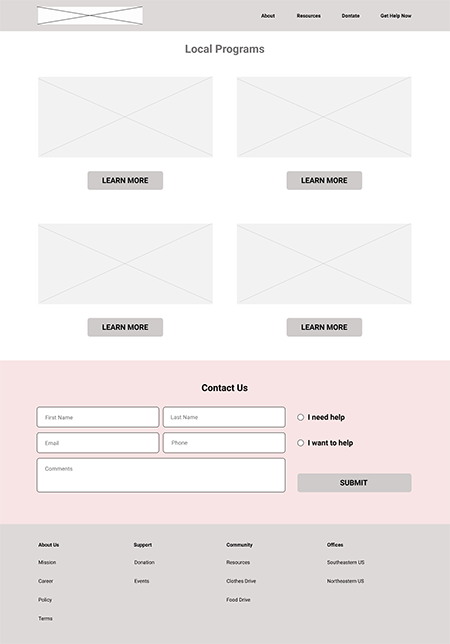 About Resources Dontate Get Help Now
Local Programs
LEARN MORE LEARN MORE
LEARN MORE LEARN MORE
Contact Us
First Name Last Name I need help
Email Phone I want to help
Comments
SUBMIT
About Us Support Community Offices
Mission Donation Resources Southeastern US
Career Events Clothes Drive Northeastern US
Policy Food Drive
Terms